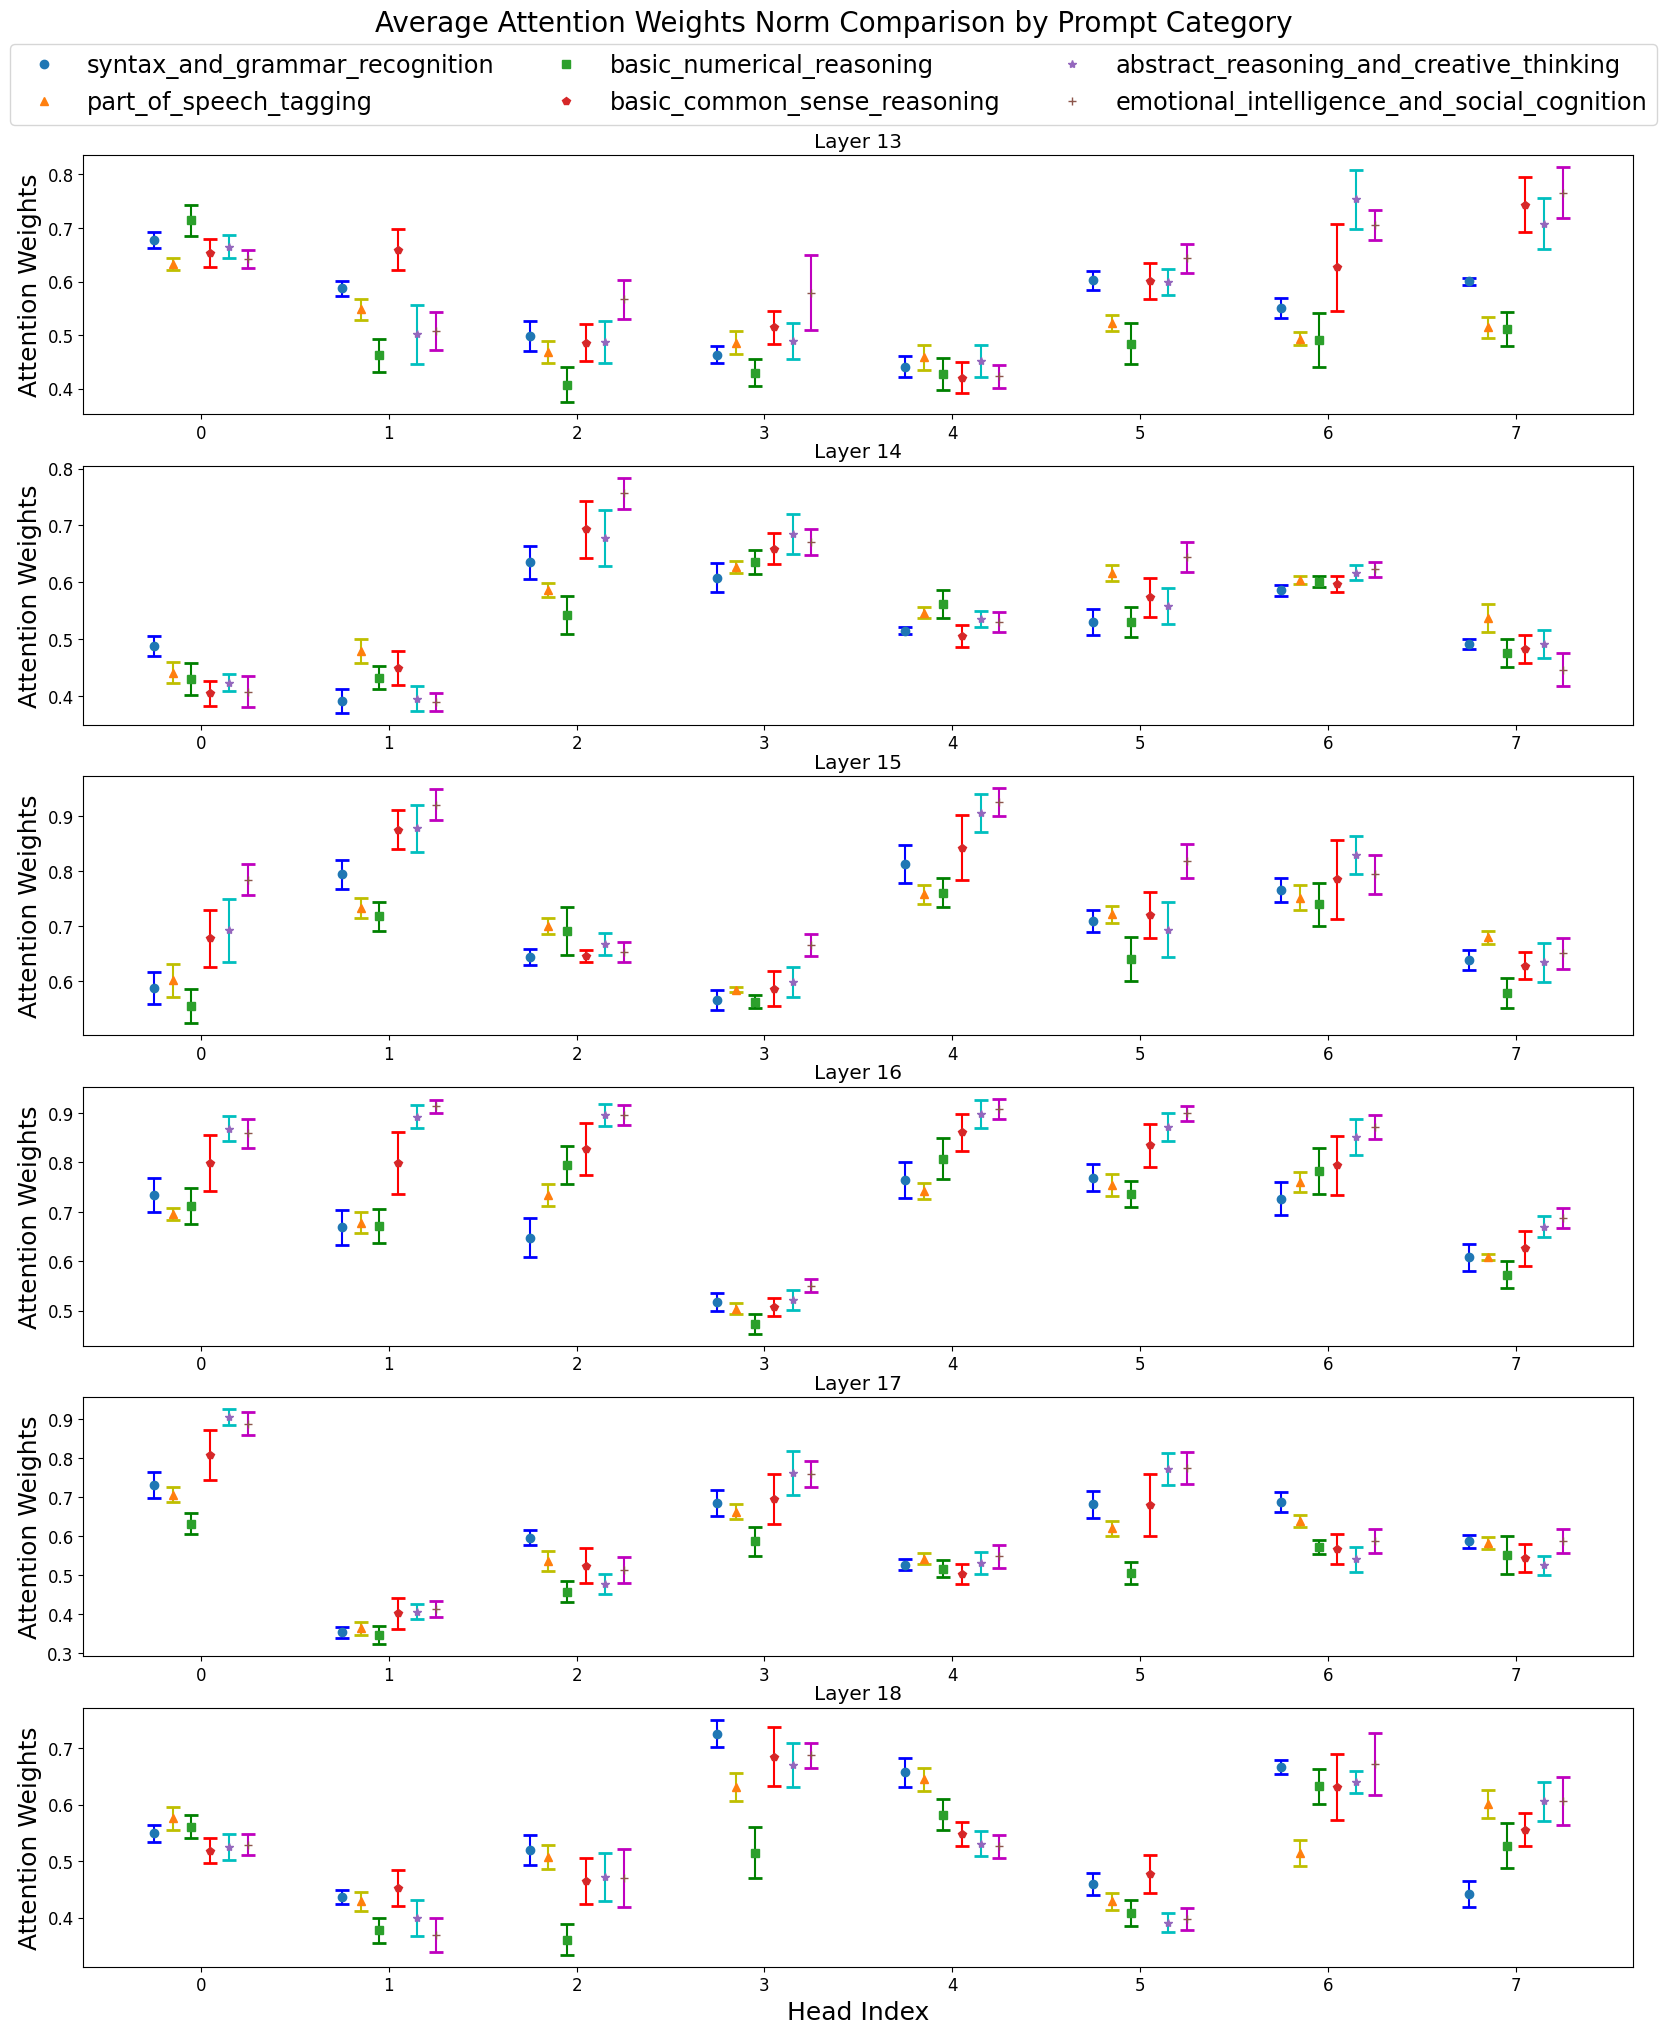 Average Attention Weights Norm Comparison by Prompt Category
syntax_and_grammar_recognition basic_numerical_reasoning abstract_reasoning_and_creative_thinking
part_of_speech_tagging basic_common_sense_reasoning emotional_intelligence_and_social_cognition
Layer 13
Attention Weights
0.8
0.7
0.6
0.5
0.4
0 1 2 3 4 5 6 7
Layer 14
Attention Weights
0.8
0.7
0.6
0.5
0.4
0 1 2 3 4 5 6 7
Layer 15
Attention Weights
0.9
0.8
0.7
0.6
0 1 2 3 4 5 6 7
Layer 16
Attention Weights
0.9
0.8
0.7
0.6
0.5
0 1 2 3 4 5 6 7
Layer 17
Attention Weights
0.9
0.8
0.7
0.6
0.5
0.4
0.3
0 1 2 3 4 5 6 7
Layer 18
Attention Weights
0.7
0.6
0.5
0.4
0 1 2 3 4 5 6 7
Head Index